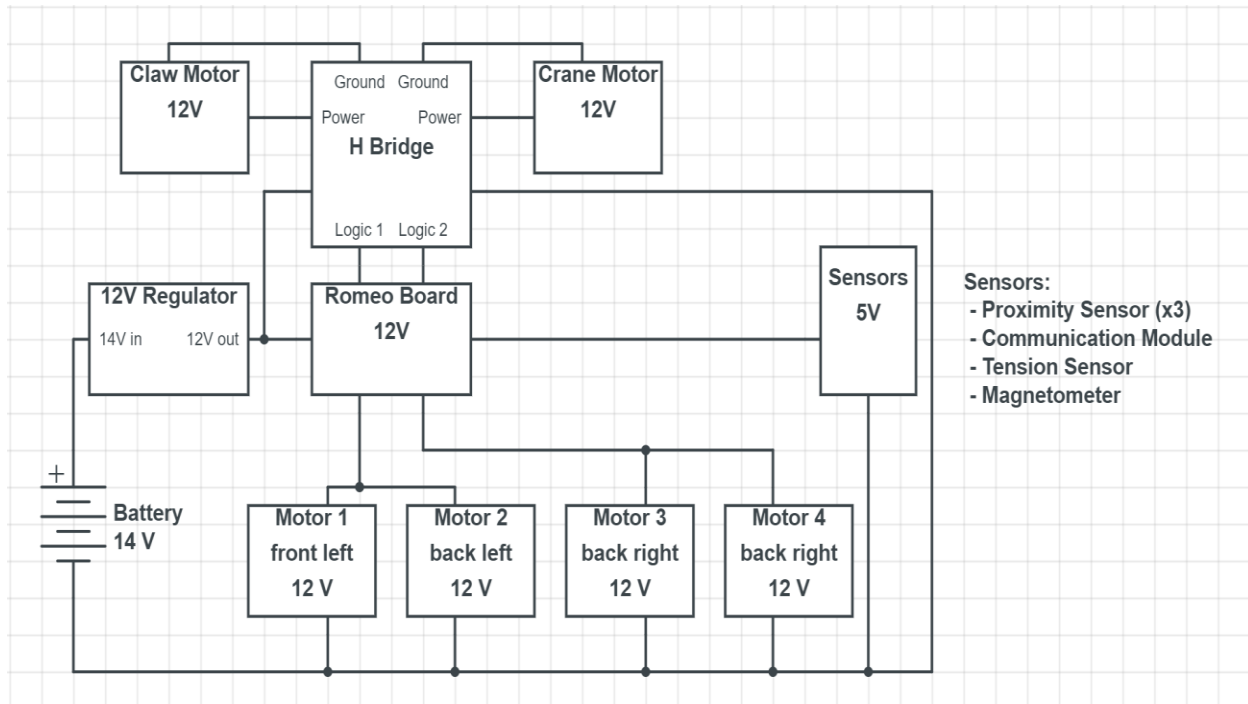 Claw Motor
12V
Ground Ground
Power Power
H Bridge
Logic 1 Logic 2
Crane Motor
12V
12V Regulator
14V in 12V out
Romeo Board
12V
Sensors
5V
Sensors:
- Proximity Sensor (x3)
- Communication Module
- Tension Sensor
- Magnetometer
+
Battery
14 V
Motor 1
front left
12 V
Motor 2
back left
12 V
Motor 3
back right
12 V
Motor 4
back right
12 V